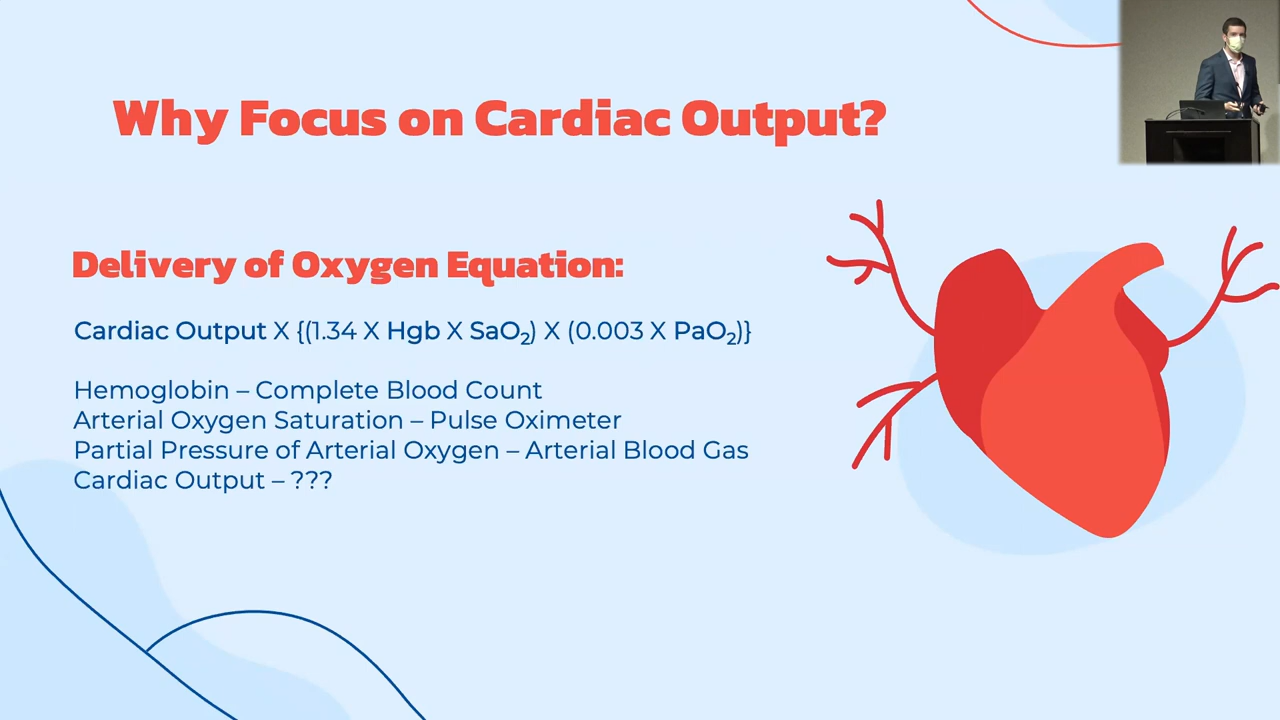 Why Focus on Cardiac Output?
Delivery of Oxygen Equation:
Cardiac Output X {(1.34 X Hgb X SaO₂) X (0.003 X PaO₂)}
Hemoglobin – Complete Blood Count
Arterial Oxygen Saturation – Pulse Oximeter
Partial Pressure of Arterial Oxygen – Arterial Blood Gas
Cardiac Output – ???